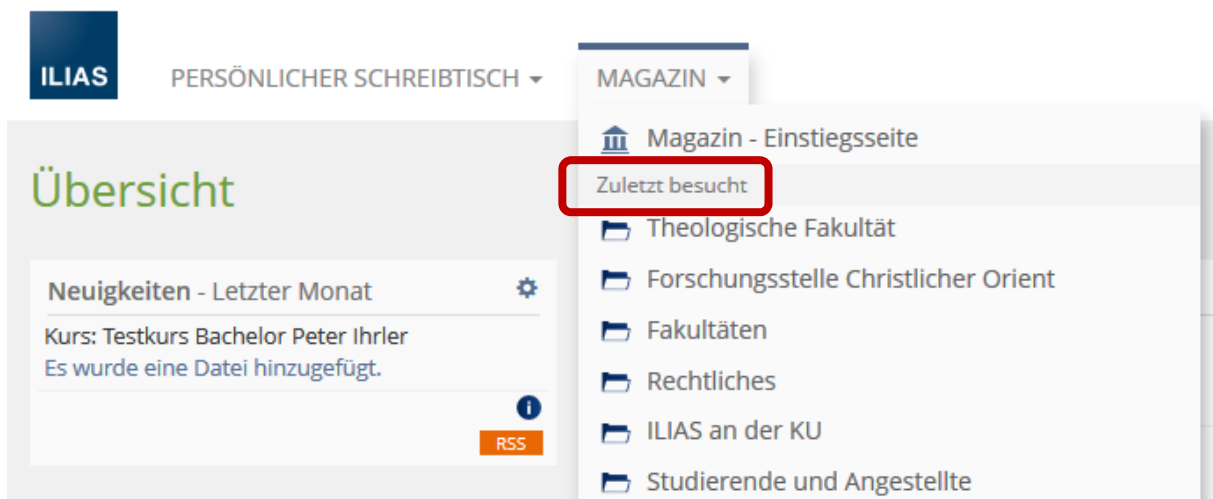 ILIAS
PERSÖNLICHER SCHREIBTISCH
MAGAZIN
Magazin - Einstiegsseite
Zuletzt besucht
Theologische Fakultät
Forschungsstelle Christlicher Orient
Fakultäten
Rechtliches
ILIAS an der KU
Studierende und Angestellte
Übersicht
Neuigkeiten - Letzter Monat
Kurs: Testkurs Bachelor Peter Ihrler
Es wurde eine Datei hinzugefügt.
RSS